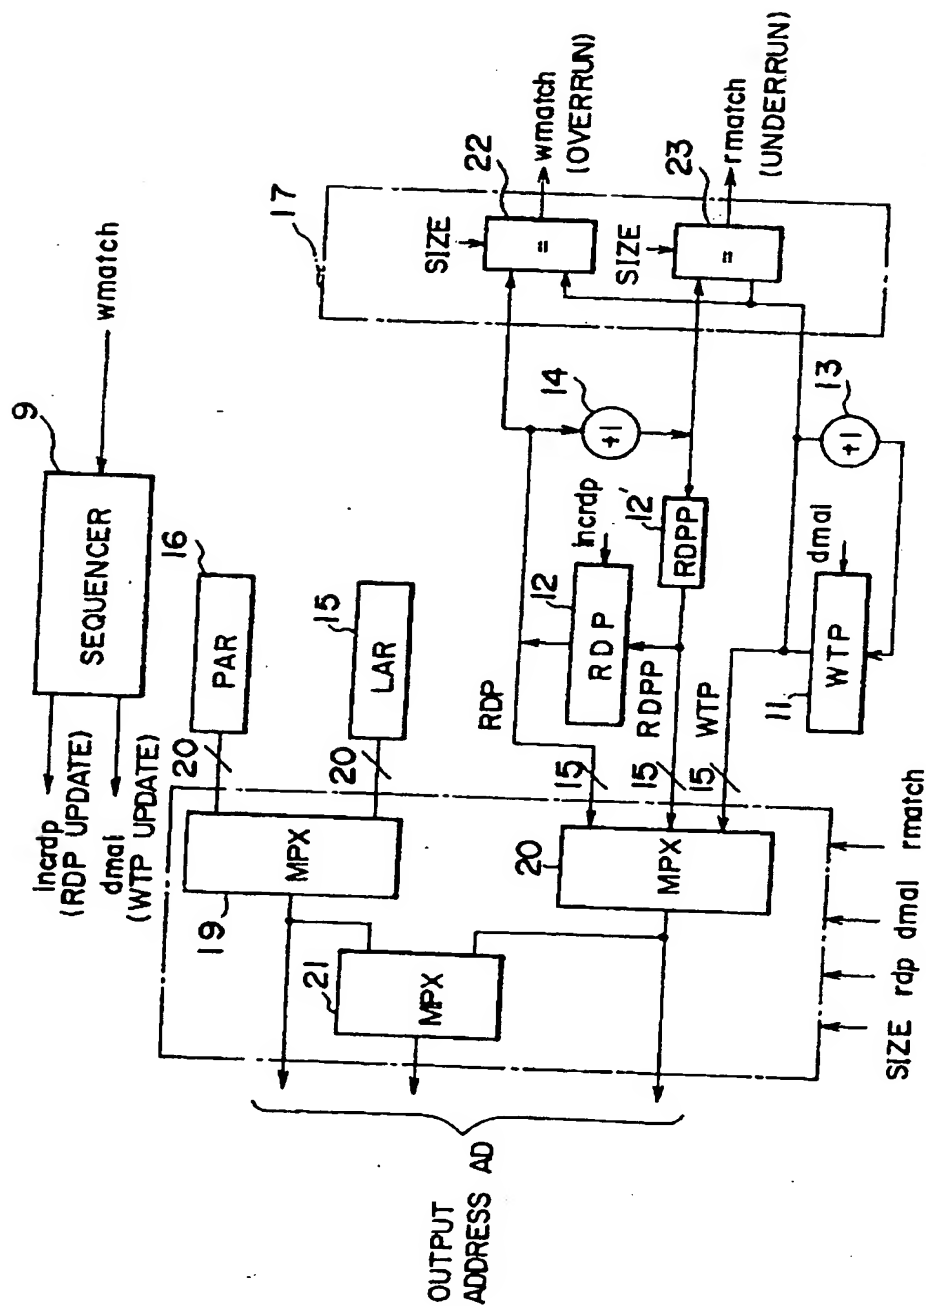 9
SEQUENCER
wmatch
incrdp
(RDP UPDATE)
dmal
(WTP UPDATE)
17
SIZE
22
=
wmatch
(OVERRUN)
SIZE
23
=
rmatch
(UNDERRUN)
PAR
16
20
LAR
15
20
MPX
19
MPX
21
MPX
20
RDP
15
RDPP
15
WTP
15
RDP
12
incrdp
RDPP
12'
14
+1
13
+1
WTP
11
dmal
SIZE rdp dmal rmatch
OUTPUT
ADDRESS AD